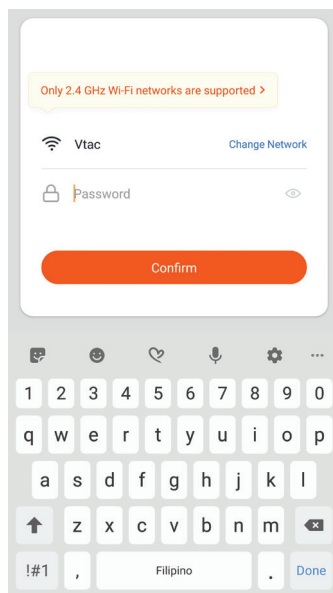 Only 2.4 GHz Wi-Fi networks are supported >
Vtac Change Network
Password
Confirm
1 2 3 4 5 6 7 8 9 0
q w e r t y u i o p
a s d f g h j k l
z x c v b n m
!#1 , Filipino . Done